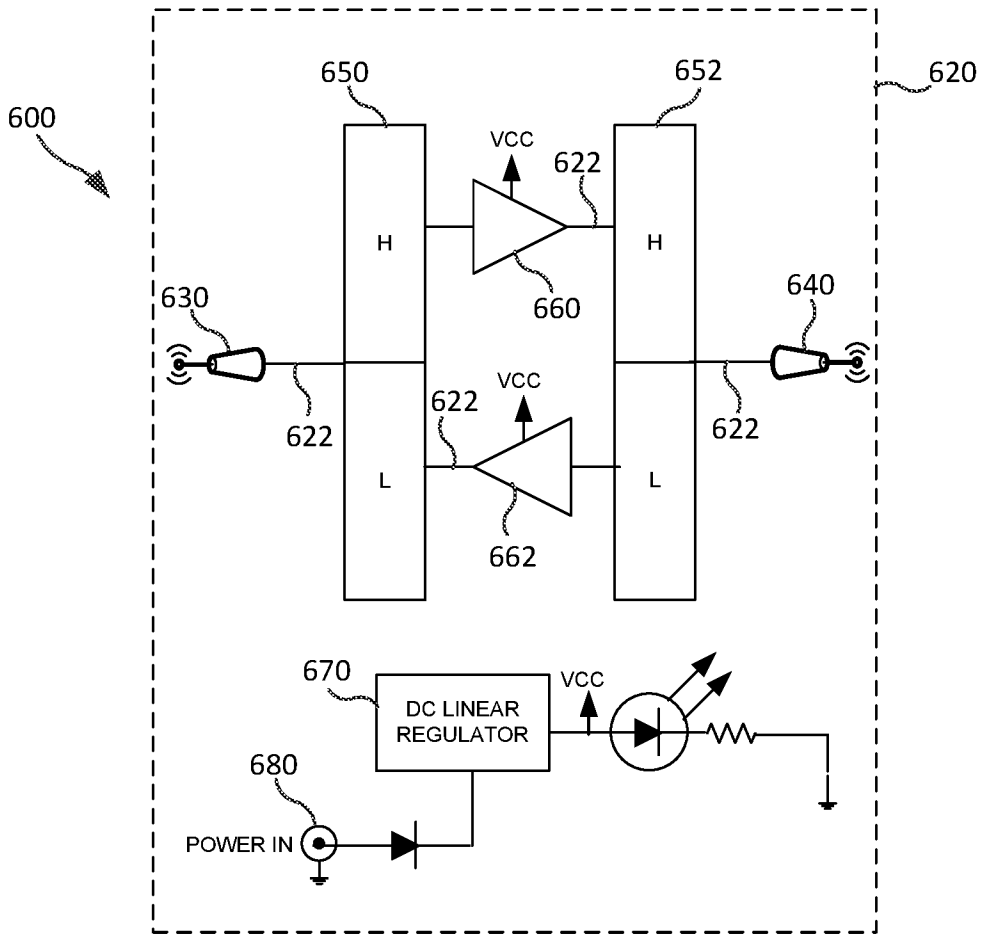 650
652
620
600
VCC
622
H
H
660
630
640
VCC
622
622
622
L
L
662
670
VCC
DC LINEAR
REGULATOR
680
POWER IN